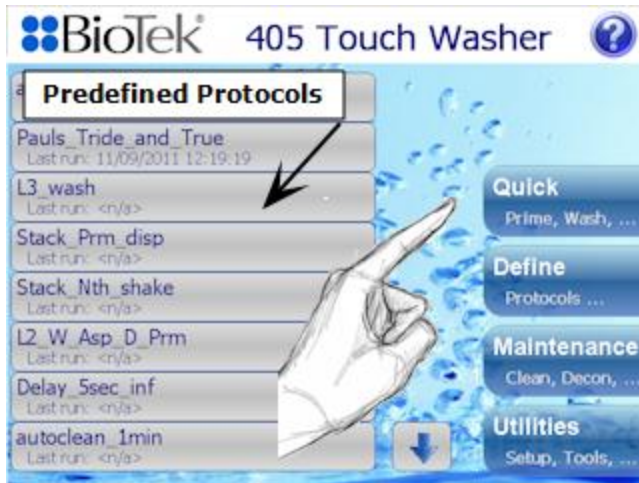 BioTek 405 Touch Washer ?
a
Predefined Protocols
Pauls_Tride_and_True
Last run: 11/09/2011 12:19:19
L3_wash
Last run: <n/a>
Stack_Prm_disp
Last run: <n/a>
Stack_Nth_shake
Last run: <n/a>
L2_W_Asp_D_Prm
Last run: <n/a>
Delay_5sec_inf
Last run: <n/a>
autoclean_1min
Last run: <n/a>
Quick
Prime, Wash, ...
Define
Protocols ...
Maintenance
Clean, Decon, ...
Utilities
Setup, Tools, ...